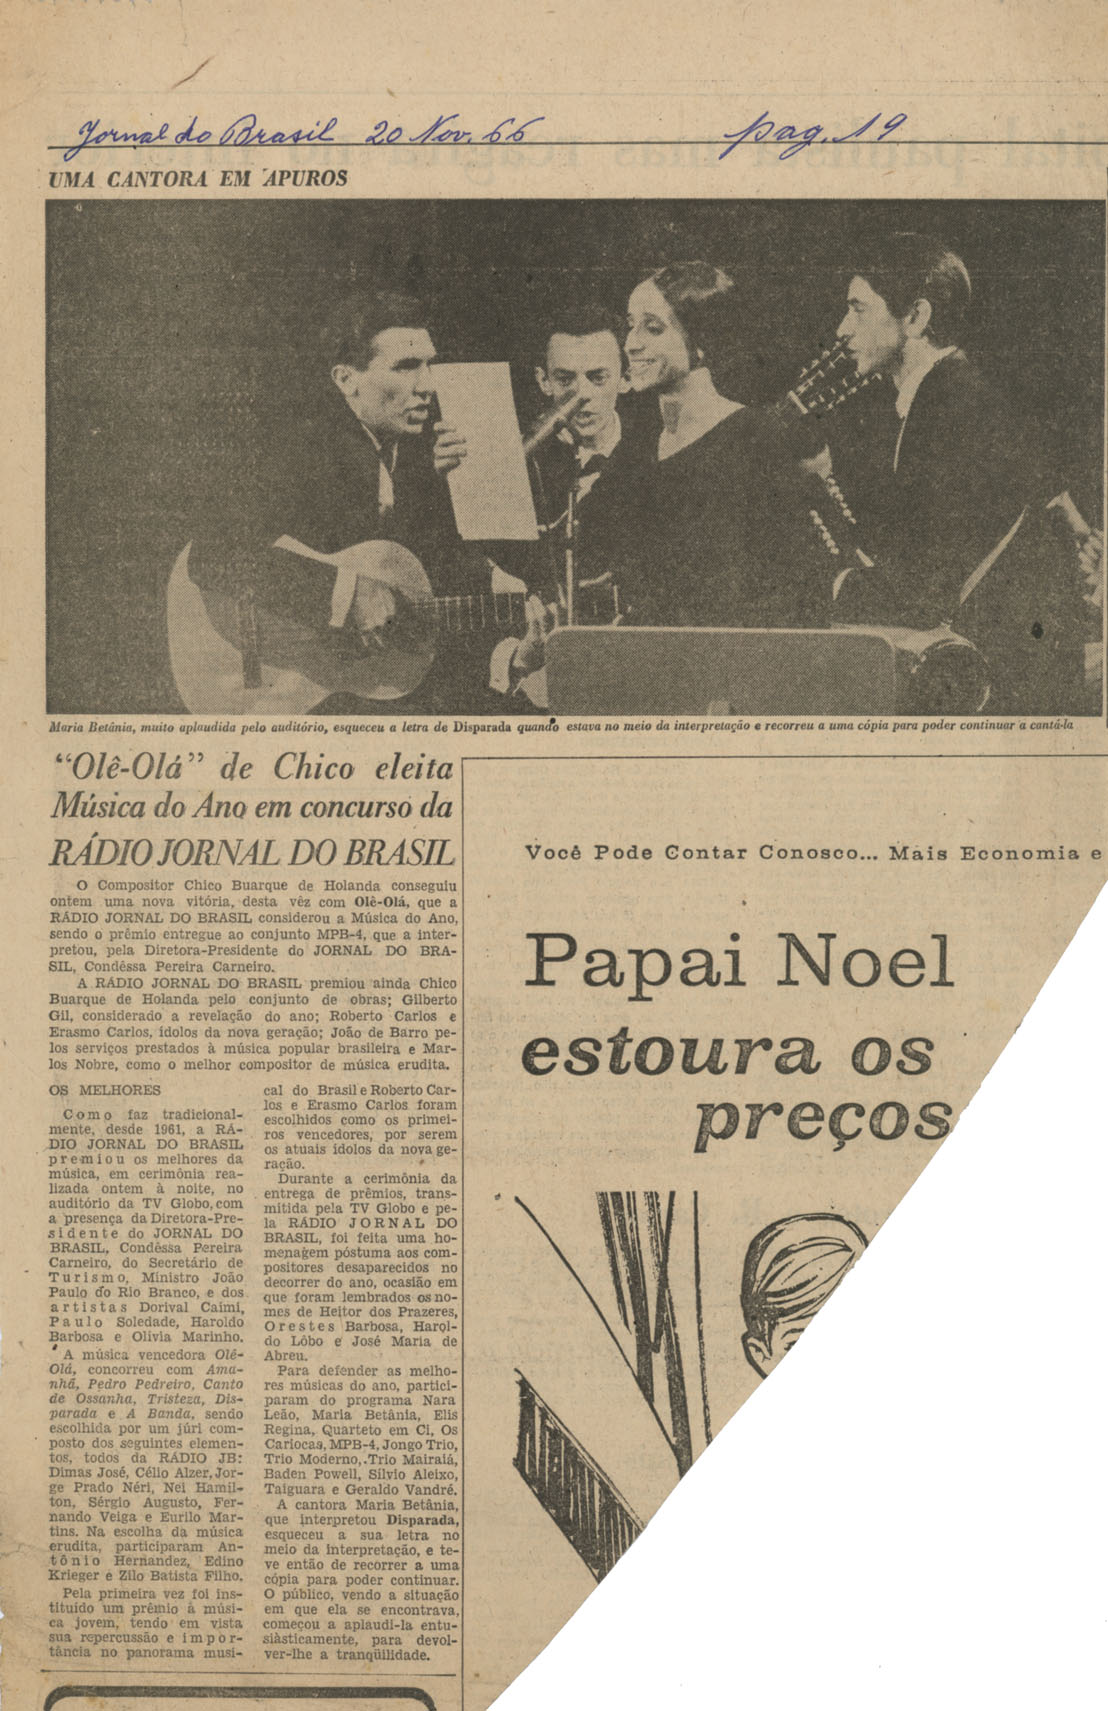 Jornal do Brasil 20 Nov. 66 pag. 19
UMA CANTORA EM APUROS
Maria Betânia, muito aplaudida pelo auditório, esqueceu a letra de Disparada quando estava no meio da interpretação e recorreu a uma cópia para poder continuar a cantá-la
“Olê-Olá” de Chico eleita
Música do Ano em concurso da
RÁDIO JORNAL DO BRASIL
O Compositor Chico Buarque de Holanda conseguiu
ontem uma nova vitória, desta vêz com Olê-Olá, que a
RÁDIO JORNAL DO BRASIL considerou a Música do Ano,
sendo o prêmio entregue ao conjunto MPB-4, que a inter-
pretou, pela Diretora-Presidente do JORNAL DO BRA-
SIL, Condêssa Pereira Carneiro.
A RÁDIO JORNAL DO BRASIL premiou ainda Chico
Buarque de Holanda pelo conjunto de obras; Gilberto
Gil, considerado a revelação do ano; Roberto Carlos e
Erasmo Carlos, ídolos da nova geração; João de Barro pe-
los serviços prestados à música popular brasileira e Mar-
los Nobre, como o melhor compositor de música erudita.
OS MELHORES
Como faz tradicional-
mente, desde 1961, a RÁ-
DIO JORNAL DO BRASIL
premiou os melhores da
música, em cerimônia rea-
lizada ontem à noite, no
auditório da TV Globo, com
a presença da Diretora-Pre-
sidente do JORNAL DO
BRASIL, Condêssa Pereira
Carneiro, do Secretário de
Turismo, Ministro João
Paulo do Rio Branco, e dos
artistas Dorival Caími,
Paulo Soledade, Haroldo
Barbosa e Olívia Marinho.
A música vencedora Olê-
Olá, concorreu com Ama-
nhã, Pedro Pedreiro, Canto
de Ossanha, Tristeza, Dis-
parada e A Banda, sendo
escolhida por um júri com-
posto dos seguintes elemen-
tos, todos da RÁDIO JB:
Dimas José, Célio Alzer, Jor-
ge Prado Néri, Nei Hamil-
ton, Sérgio Augusto, Fer-
nando Veiga e Eurilo Mar-
tins. Na escolha da música
erudita, participaram An-
tônio Hernandez, Edino
Krieger e Zilo Batista Filho.
Pela primeira vez foi ins-
tituído um prêmio à músi-
ca jovem, tendo em vista
sua repercussão e impor-
tância no panorama musi-
cal do Brasil e Roberto Car-
los e Erasmo Carlos foram
escolhidos como os primei-
ros vencedores, por serem
os atuais ídolos da nova ge-
ração.
Durante a cerimônia da
entrega de prêmios, trans-
mitida pela TV Globo e pe-
la RÁDIO JORNAL DO
BRASIL, foi feita uma ho-
menagem póstuma aos com-
positores desaparecidos no
decorrer do ano, ocasião em
que foram lembrados os no-
mes de Heitor dos Prazeres,
Orestes Barbosa, Harol-
do Lôbo e José Maria de
Abreu.
Para defender as melho-
res músicas do ano, partici-
param do programa Nara
Leão, Maria Betânia, Elis
Regina, Quarteto em Ci, Os
Cariocas, MPB-4, Jongo Trio,
Trio Moderno, Trio Mairaiá,
Baden Powell, Sílvio Aleixo,
Taiguara e Geraldo Vandré.
A cantora Maria Betânia,
que interpretou Disparada,
esqueceu a sua letra no
meio da interpretação, e te-
ve então de recorrer a uma
cópia para poder continuar.
O público, vendo a situação
em que ela se encontrava,
começou a aplaudi-la entu-
siàsticamente, para devol-
ver-lhe a tranqüilidade.
Você Pode Contar Conosco... Mais Economia e
Papai Noel
estoura os
preços